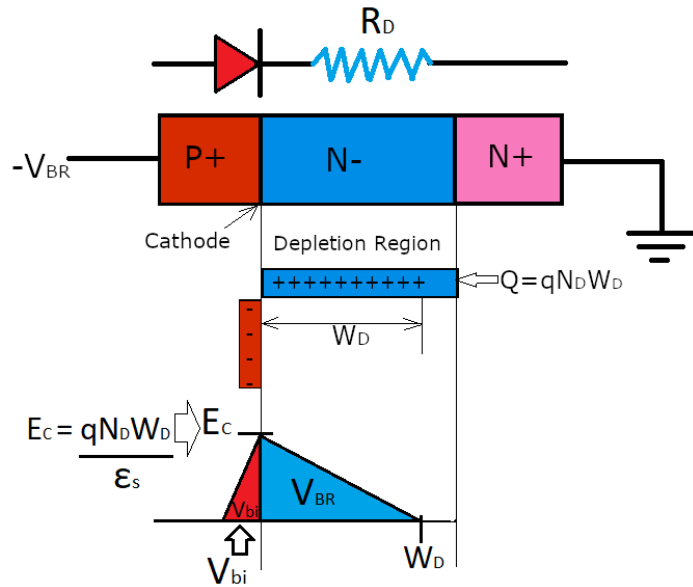 RD
P+
N-
N+
-VBR
Cathode
Depletion Region
++++++++++
Q=qNDWD
WD
-
-
-
-
EC = qNDWD
εs
EC
Vbi
VBR
Vbi
WD